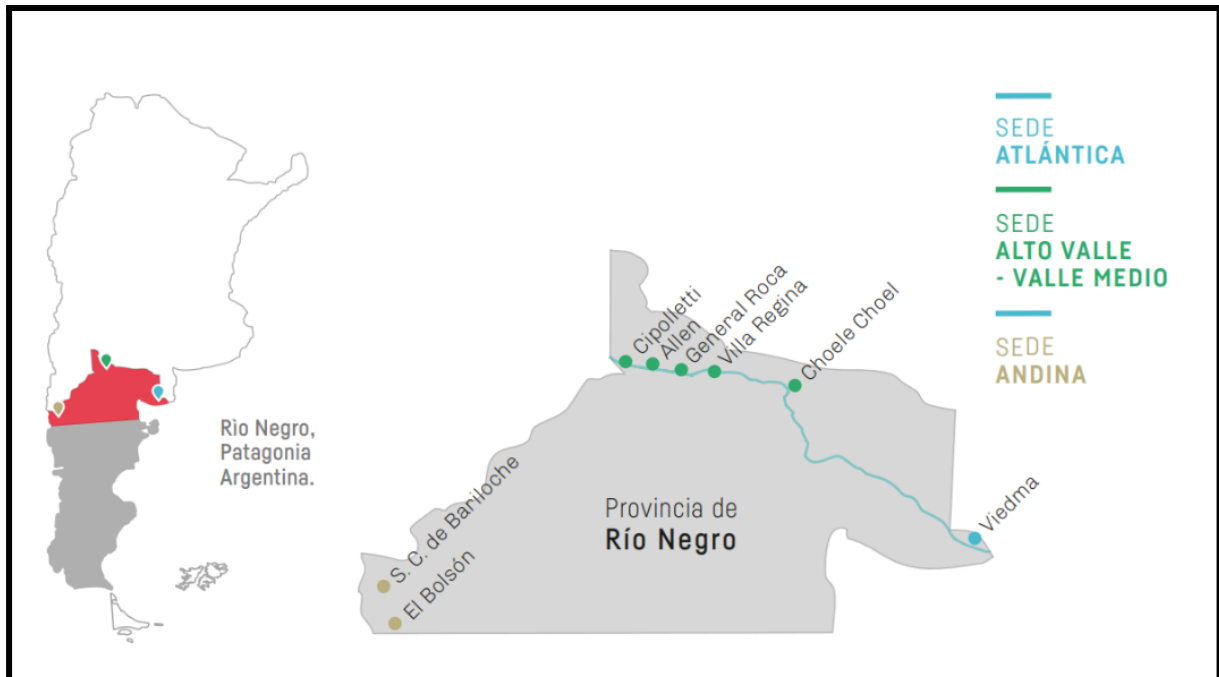 Rìo Negro,
Patagonia
Argentina.
Cipolletti
Allen
General Roca
Villa Regina
Choele Choel
Viedma
S. C. de Bariloche
El Bolsón
Provincia de
Río Negro
SEDE
ATLÁNTICA
SEDE
ALTO VALLE
- VALLE MEDIO
SEDE
ANDINA